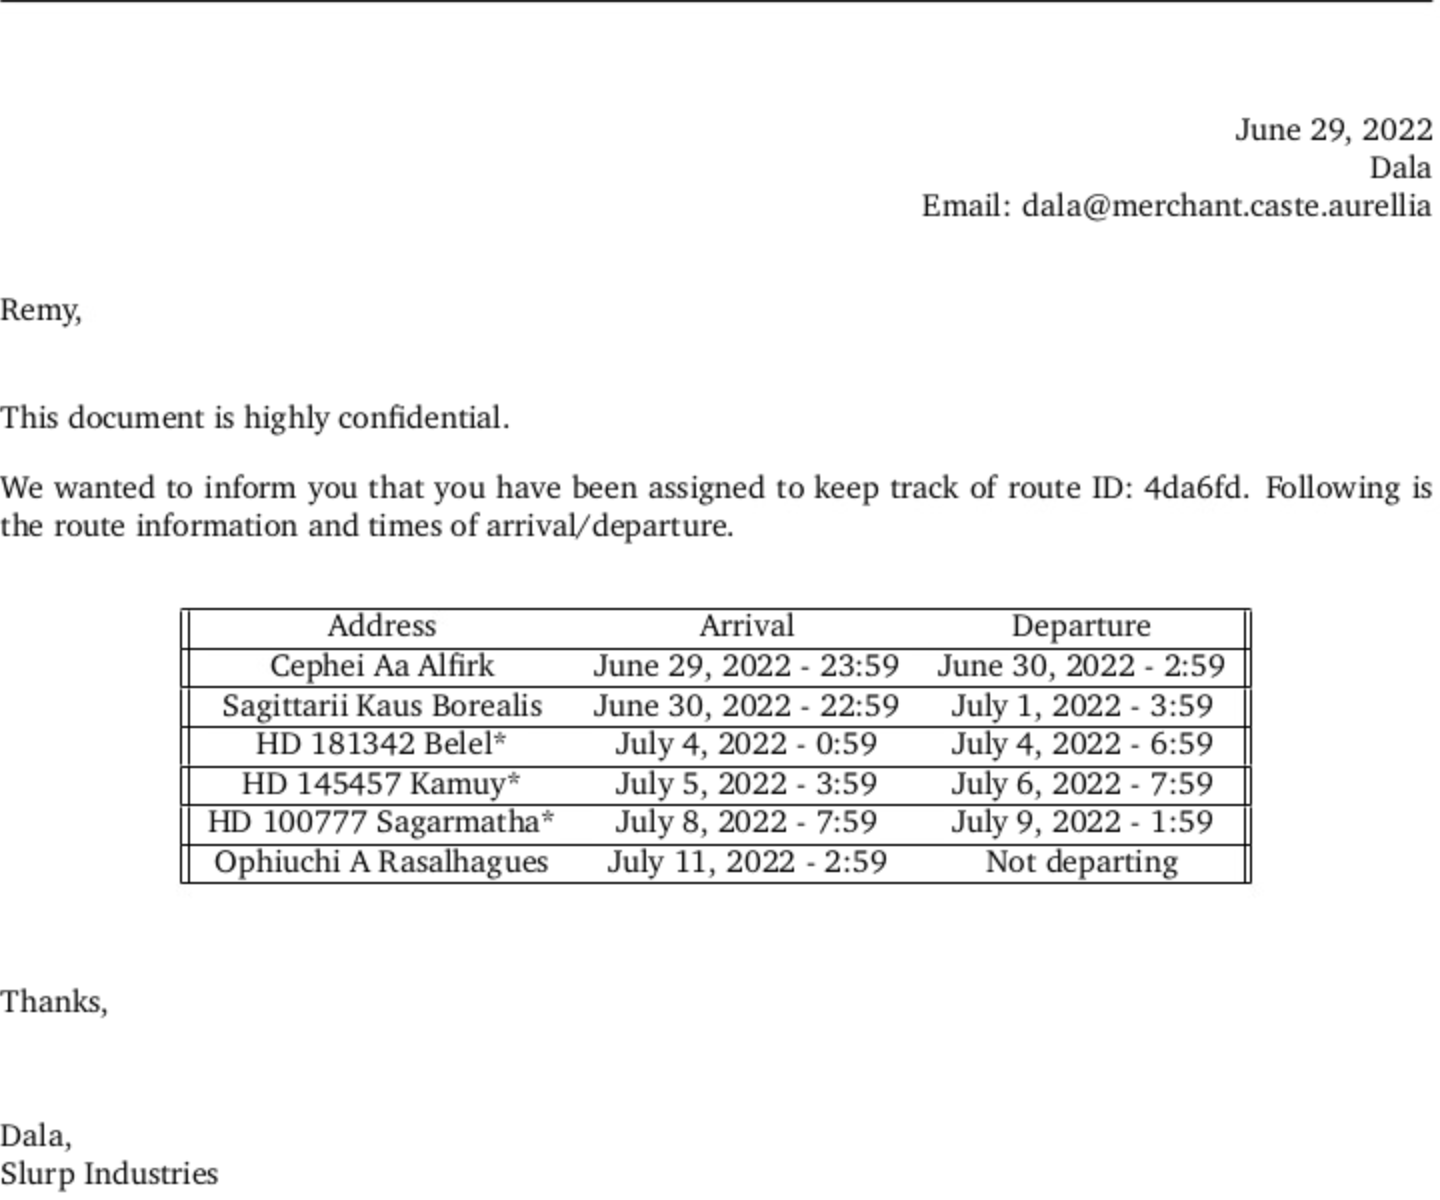 June 29, 2022
Dala
Email: dala@merchant.caste.aurellia
Remy,
This document is highly confidential.
We wanted to inform you that you have been assigned to keep track of route ID: 4da6fd. Following is
the route information and times of arrival/departure.
Address Arrival Departure
Cephei Aa Alfirk June 29, 2022 - 23:59 June 30, 2022 - 2:59
Sagittarii Kaus Borealis June 30, 2022 - 22:59 July 1, 2022 - 3:59
HD 181342 Belel* July 4, 2022 - 0:59 July 4, 2022 - 6:59
HD 145457 Kamuy* July 5, 2022 - 3:59 July 6, 2022 - 7:59
HD 100777 Sagarmatha* July 8, 2022 - 7:59 July 9, 2022 - 1:59
Ophiuchi A Rasalhagues July 11, 2022 - 2:59 Not departing
Thanks,
Dala,
Slurp Industries